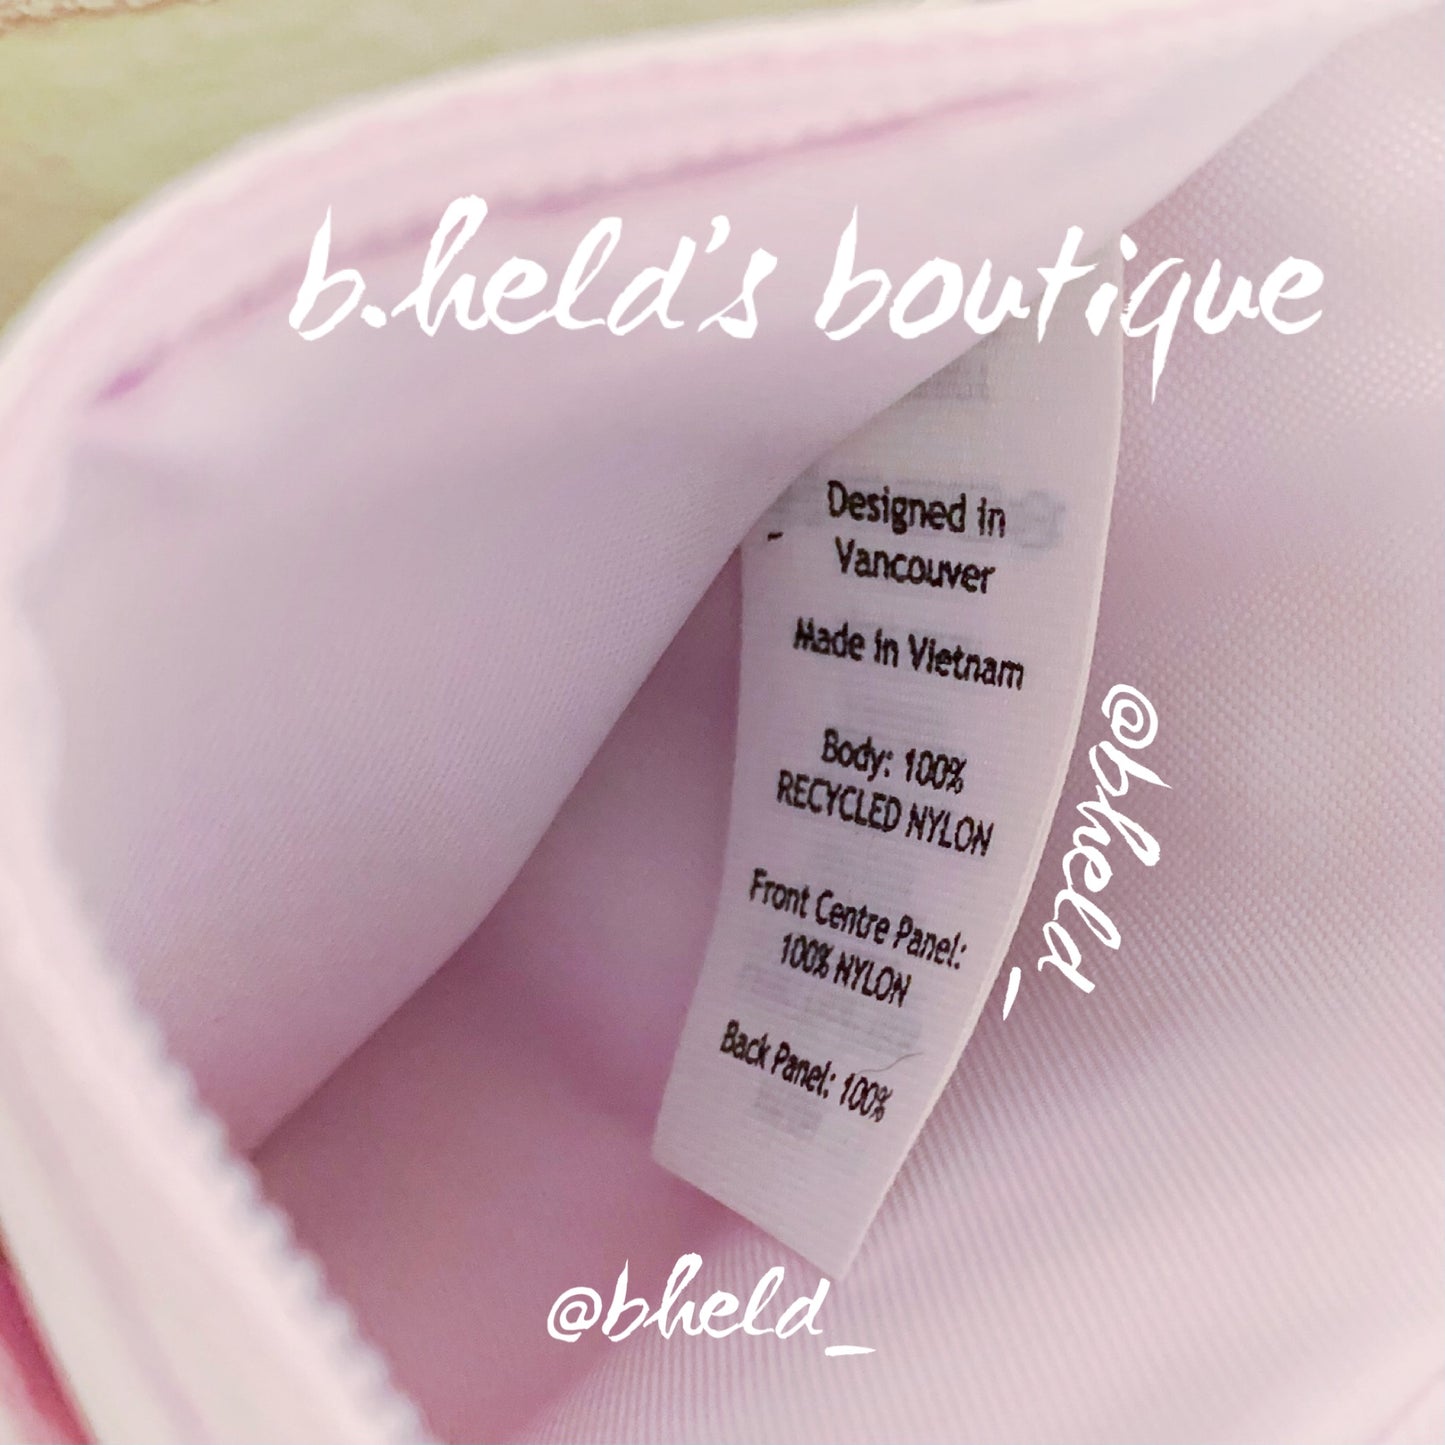 b.held's boutique
Designed in
Vancouver
Made in Vietnam
Body: 100%
RECYCLED NYLON
Front Centre Panel:
100% NYLON
Back Panel: 100%
@bheld_
@bheld_